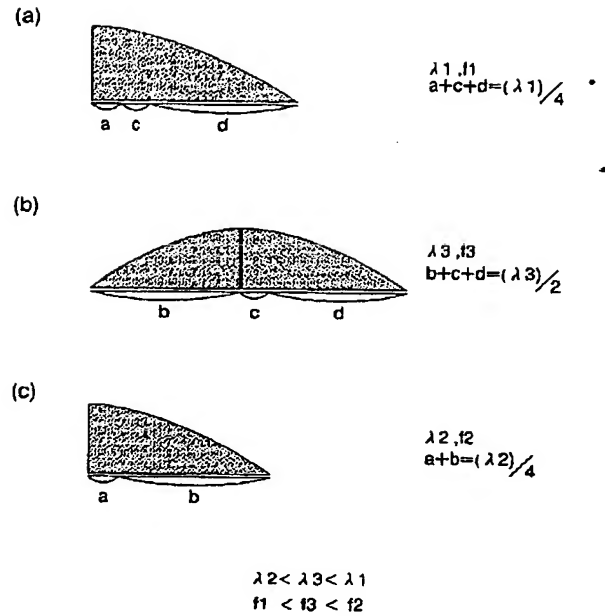 (a)
λ1 ,f1
a+c+d=(λ1)/4
a c d
(b)
λ3 ,f3
b+c+d=(λ3)/2
b c d
(c)
λ2 ,f2
a+b=(λ2)/4
a b
λ2< λ3< λ1
f1 < f3 < f2